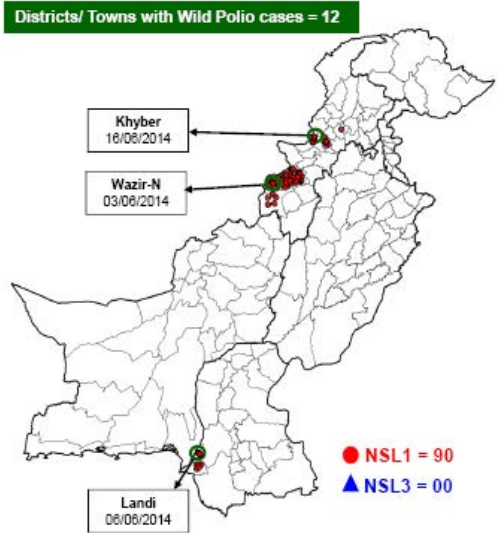 Districts/ Towns with Wild Polio cases = 12
Khyber
16/06/2014
Wazir-N
03/06/2014
NSL1 = 90
NSL3 = 00
Landi
06/06/2014